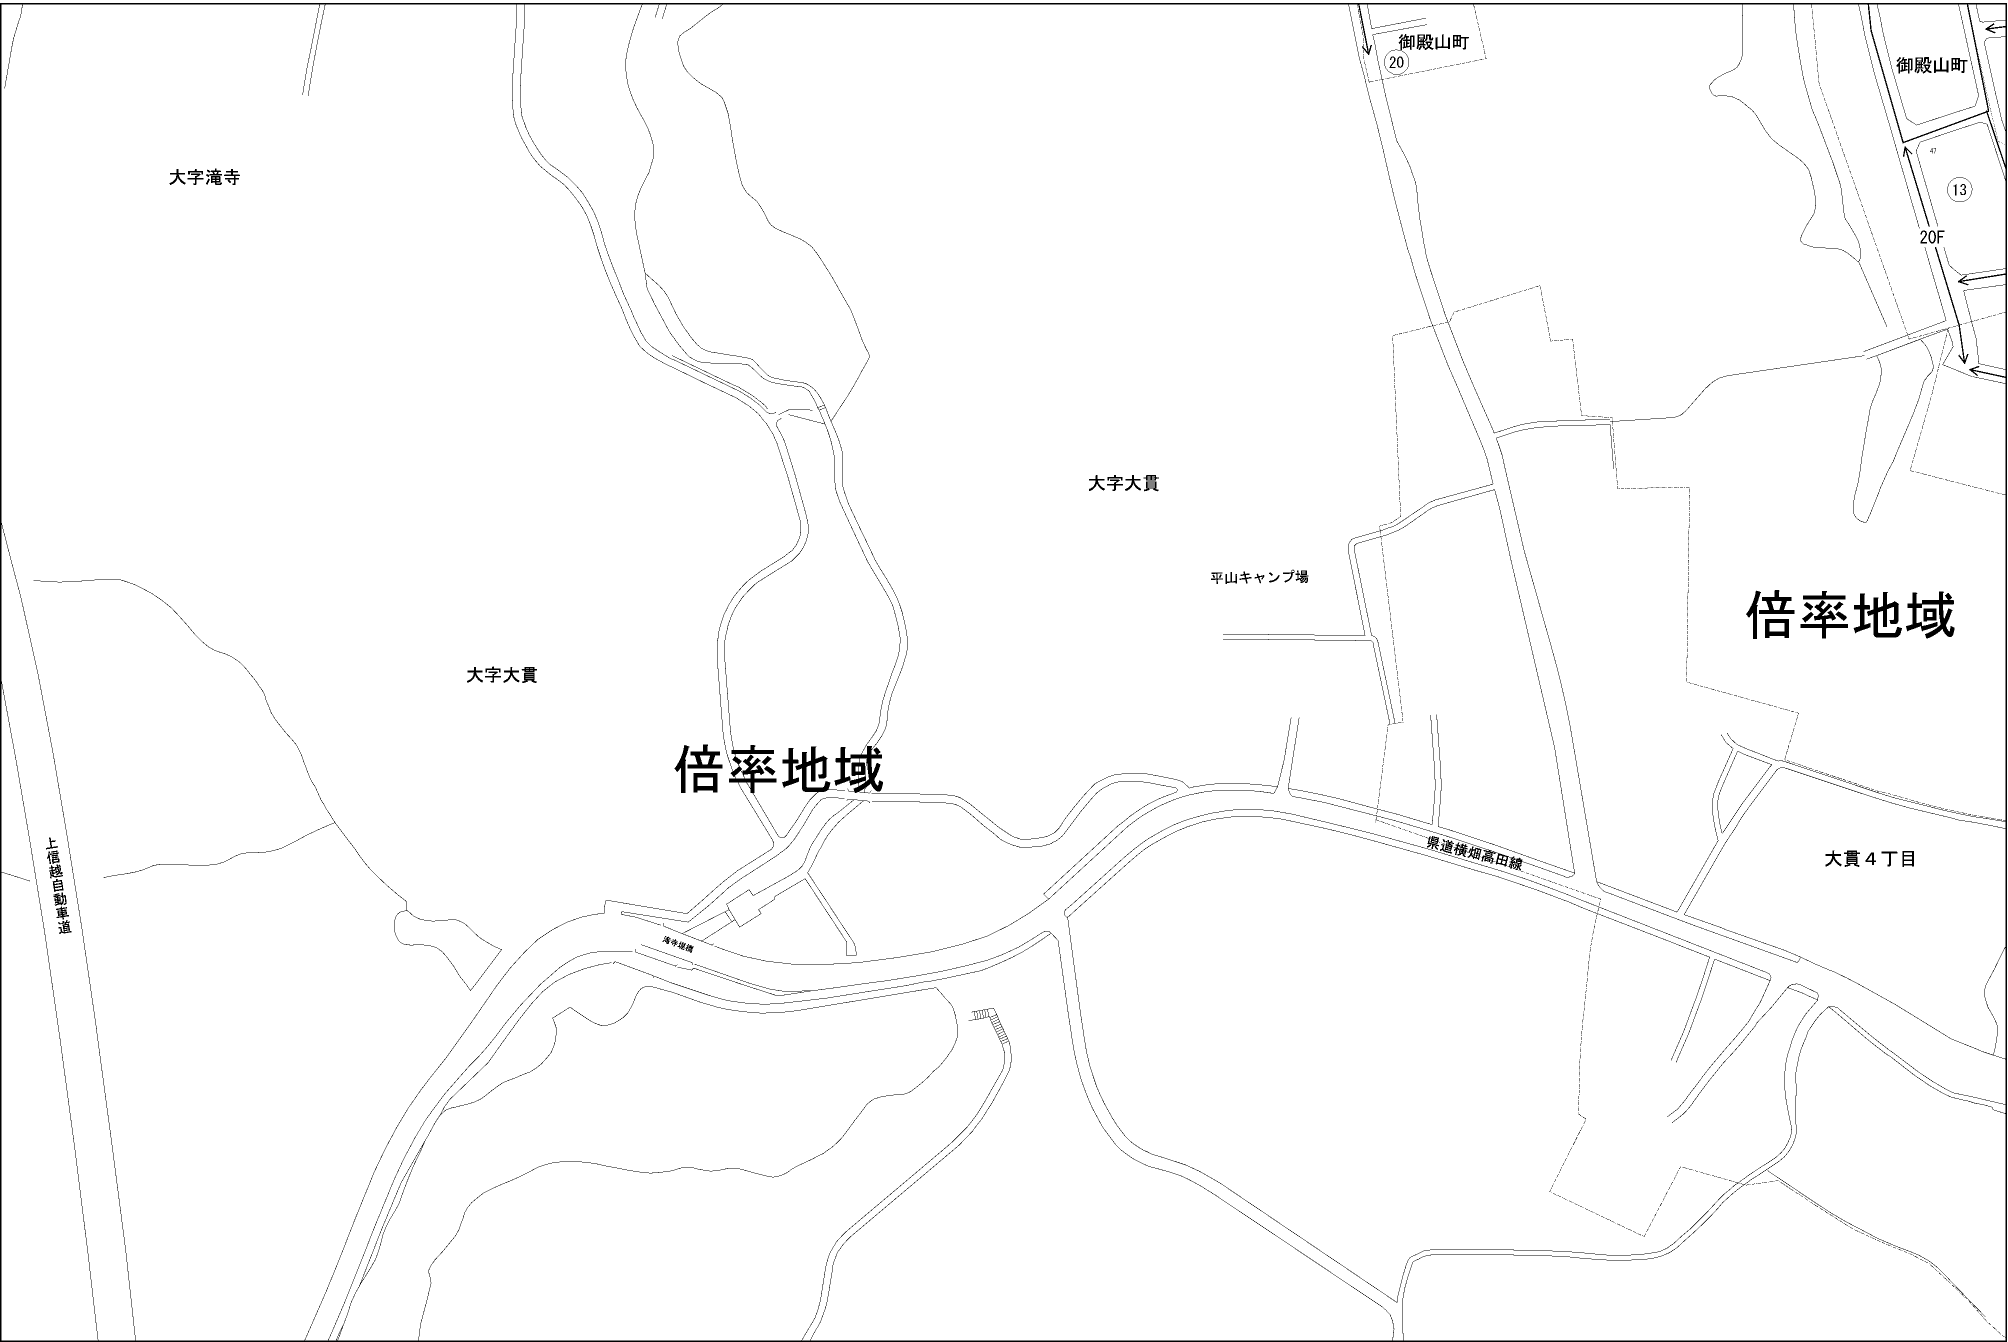 御殿山町
20
御殿山町
47
13
大字滝寺
20F
大字大貫
平山キャンプ場
倍率地域
大字大貫
倍率地域
県道横畑高田線
大貫4丁目
上信越自動車道
滝寺堤橋